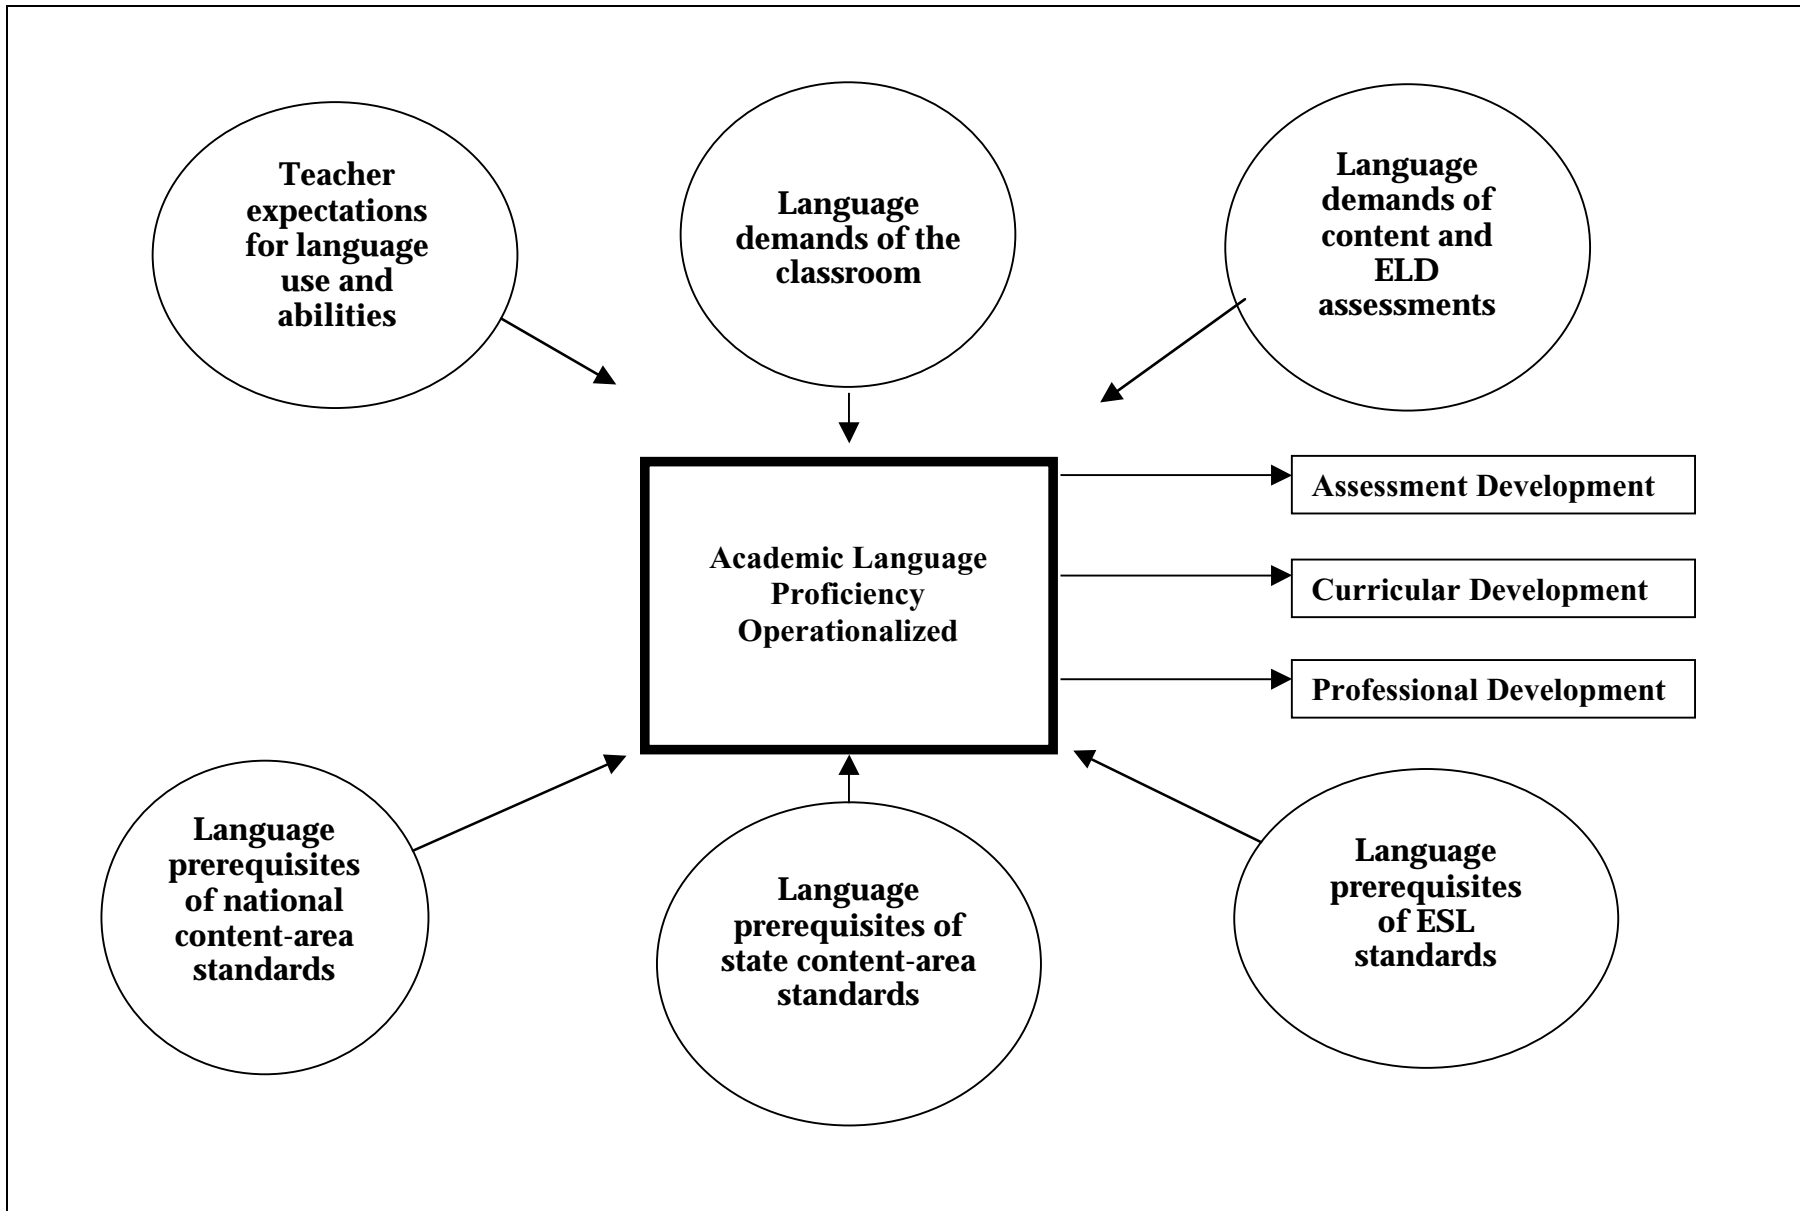 Teacher
expectations
for language
use and
abilities
Language
demands of the
classroom
Language
demands of
content and
ELD
assessments
Academic Language
Proficiency
Operationalized
Assessment Development
Curricular Development
Professional Development
Language
prerequisites
of national
content-area
standards
Language
prerequisites of
state content-area
standards
Language
prerequisites
of ESL
standards